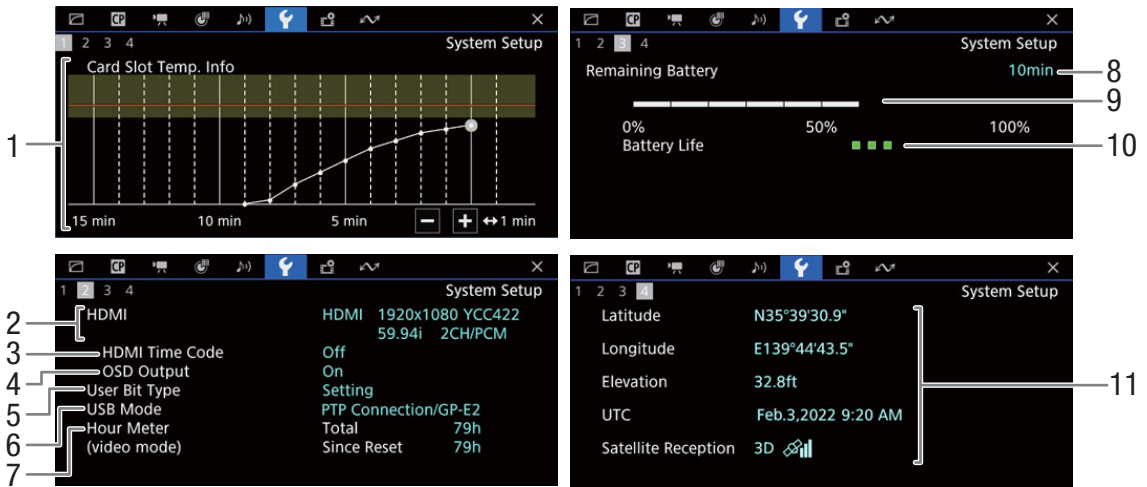 CP
1 2 3 4
System Setup
Card Slot Temp. Info
15 min 10 min 5 min − + ↔1 min
1
CP
1 2 3 4
System Setup
Remaining Battery 10min
0% 50% 100%
Battery Life
8
9
10
CP
1 2 3 4
System Setup
HDMI HDMI 1920x1080 YCC422
59.94i 2CH/PCM
HDMI Time Code Off
OSD Output On
User Bit Type Setting
USB Mode PTP Connection/GP-E2
Hour Meter Total 79h
(video mode) Since Reset 79h
2
3
4
5
6
7
CP
1 2 3 4
System Setup
Latitude N35°39'30.9"
Longitude E139°44'43.5"
Elevation 32.8ft
UTC Feb.3,2022 9:20 AM
Satellite Reception 3D
11